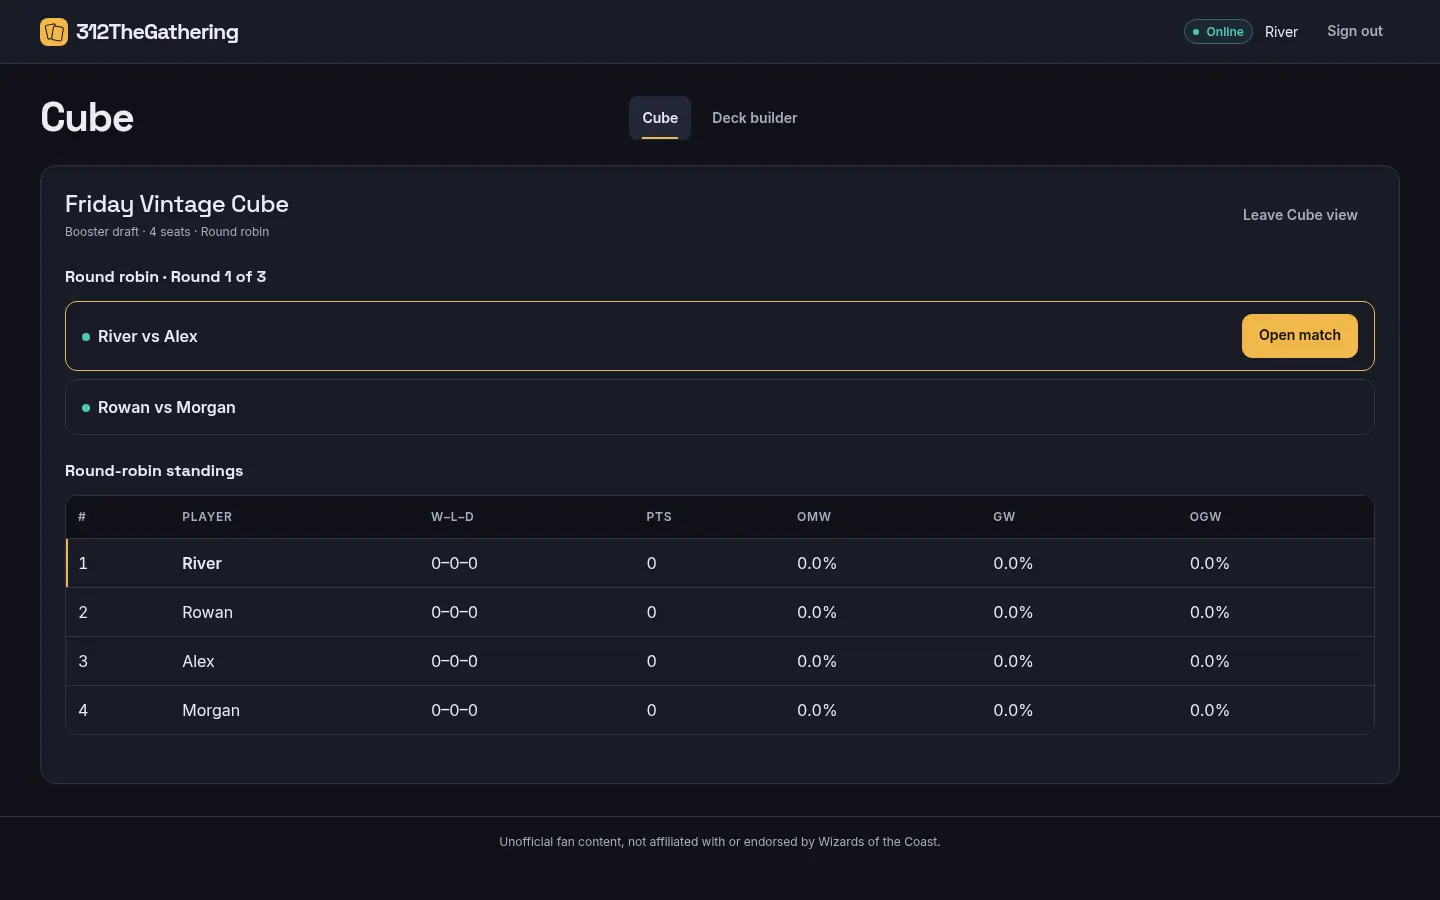 312TheGathering
Online River Sign out
Cube
Cube Deck builder
Friday Vintage Cube
Booster draft · 4 seats · Round robin
Leave Cube view
Round robin · Round 1 of 3
River vs Alex Open match
Rowan vs Morgan
Round-robin standings
# PLAYER W–L–D PTS OMW GW OGW
1 River 0–0–0 0 0.0% 0.0% 0.0%
2 Rowan 0–0–0 0 0.0% 0.0% 0.0%
3 Alex 0–0–0 0 0.0% 0.0% 0.0%
4 Morgan 0–0–0 0 0.0% 0.0% 0.0%
Unofficial fan content, not affiliated with or endorsed by Wizards of the Coast.